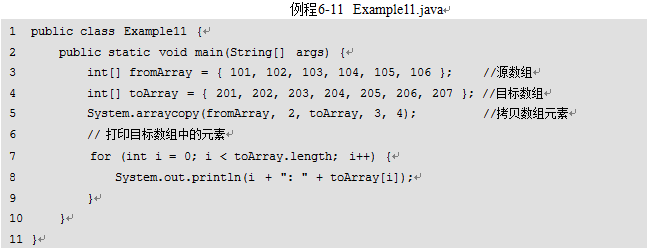 例程6-11 Example11.java
1 public class Example11 {
2 public static void main(String[] args) {
3 int[] fromArray = { 101, 102, 103, 104, 105, 106 }; //源数组
4 int[] toArray = { 201, 202, 203, 204, 205, 206, 207 }; //目标数组
5 System.arraycopy(fromArray, 2, toArray, 3, 4); //拷贝数组元素
6 // 打印目标数组中的元素
7 for (int i = 0; i < toArray.length; i++) {
8 System.out.println(i + ": " + toArray[i]);
9 }
10 }
11 }